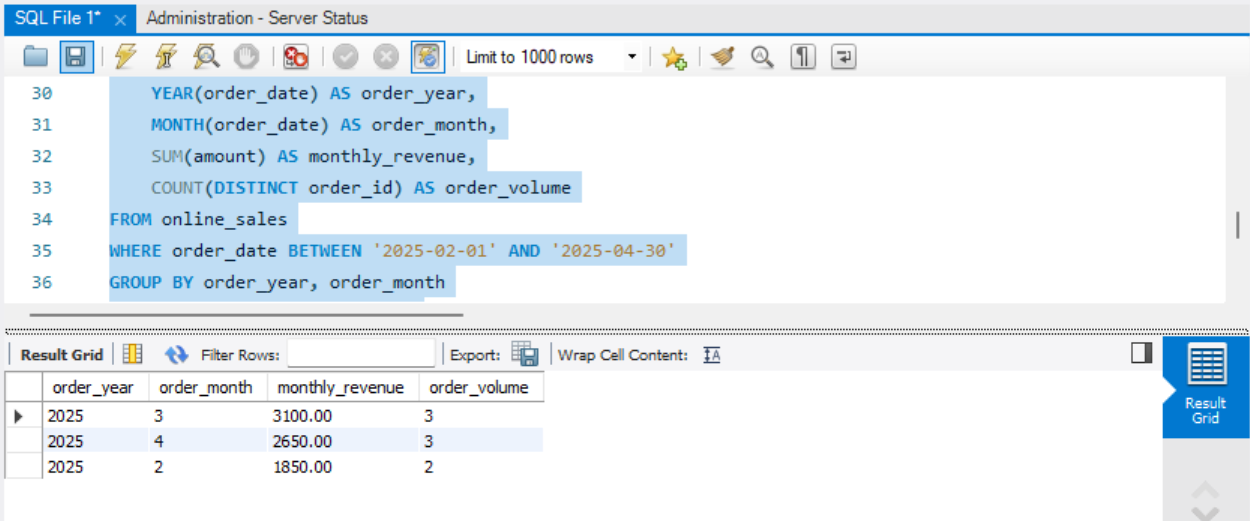 SQL File 1* × Administration - Server Status
Limit to 1000 rows
30 YEAR(order_date) AS order_year,
31 MONTH(order_date) AS order_month,
32 SUM(amount) AS monthly_revenue,
33 COUNT(DISTINCT order_id) AS order_volume
34 FROM online_sales
35 WHERE order_date BETWEEN '2025-02-01' AND '2025-04-30'
36 GROUP BY order_year, order_month
Result Grid Filter Rows: Export: Wrap Cell Content: IA
order_year order_month monthly_revenue order_volume
2025 3 3100.00 3
2025 4 2650.00 3
2025 2 1850.00 2
Result
Grid